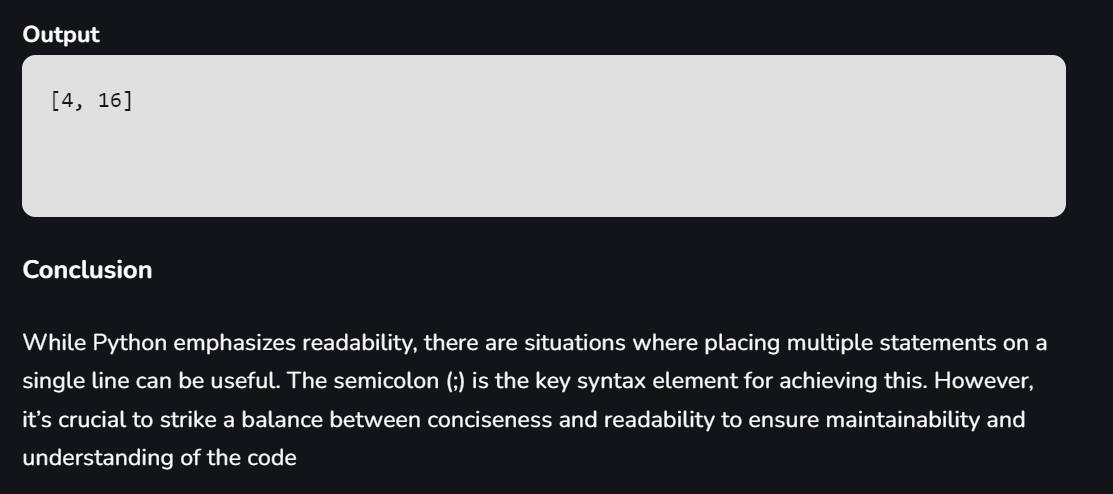 Output
[4, 16]
Conclusion
While Python emphasizes readability, there are situations where placing multiple statements on a
single line can be useful. The semicolon (;) is the key syntax element for achieving this. However,
it’s crucial to strike a balance between conciseness and readability to ensure maintainability and
understanding of the code